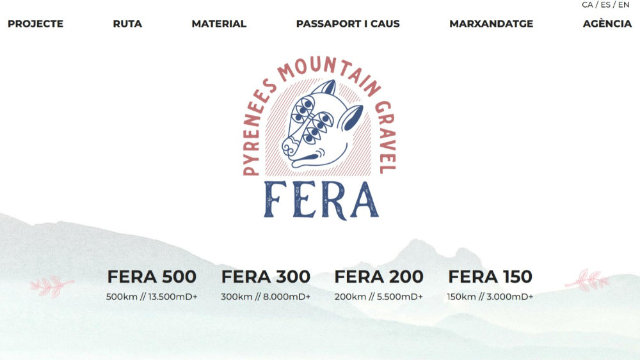 CA / ES / EN
PROJECTE RUTA MATERIAL PASSAPORT I CAUS MARXANDATGE AGÈNCIA
PYRENEES MOUNTAIN GRAVEL
FERA
FERA 500 FERA 300 FERA 200 FERA 150
500km // 13.500mD+ 300km // 8.000mD+ 200km // 5.500mD+ 150km // 3.000mD+